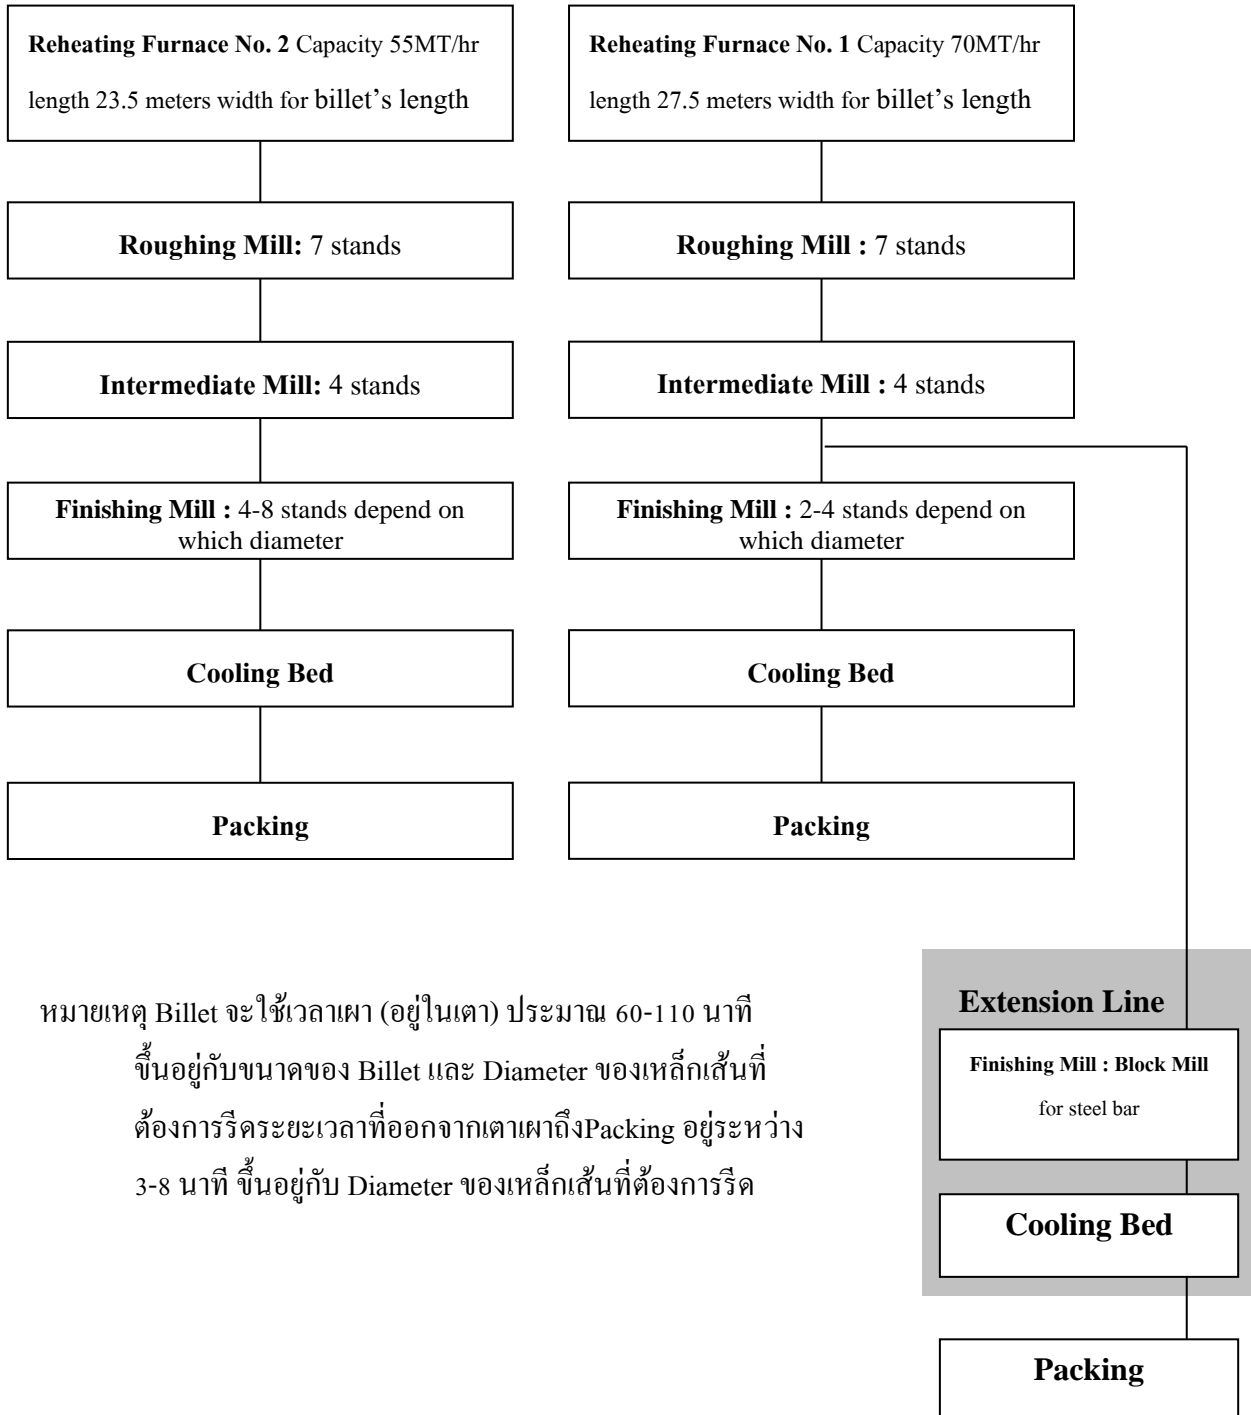 Reheating Furnace No. 2 Capacity 55MT/hr
length 23.5 meters width for billet's length
Roughing Mill: 7 stands
Intermediate Mill: 4 stands
Finishing Mill : 4-8 stands depend on
which diameter
Cooling Bed
Packing
Reheating Furnace No. 1 Capacity 70MT/hr
length 27.5 meters width for billet's length
Roughing Mill : 7 stands
Intermediate Mill : 4 stands
Finishing Mill : 2-4 stands depend on
which diameter
Cooling Bed
Packing
Extension Line
Finishing Mill : Block Mill
for steel bar
Cooling Bed
Packing
หมายเหตุ Billet จะใช้เวลาเผา (อยู่ในเตา) ประมาณ 60-110 นาที
ขึ้นอยู่กับขนาดของ Billet และ Diameter ของเหล็กเส้นที่
ต้องการรีดระยะเวลาที่ออกจากเตาเผาถึงPacking อยู่ระหว่าง
3-8 นาที ขึ้นอยู่กับ Diameter ของเหล็กเส้นที่ต้องการรีด